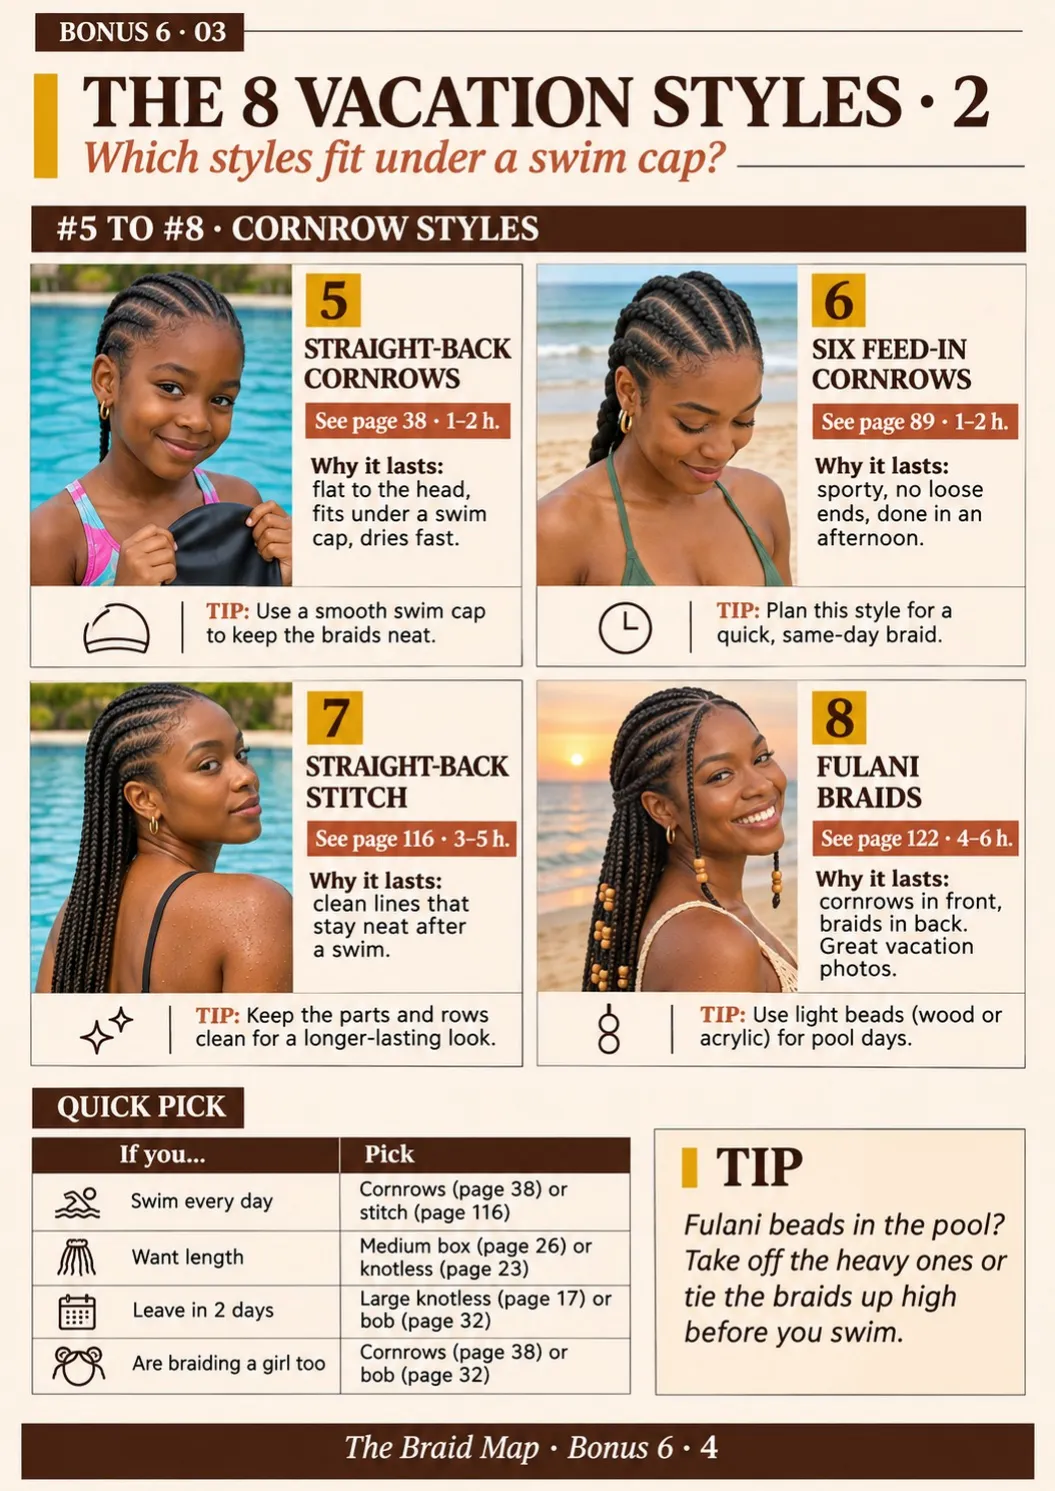 BONUS 6 · 03
THE 8 VACATION STYLES · 2
Which styles fit under a swim cap?
#5 TO #8 · CORNROW STYLES
5
STRAIGHT-BACK
CORNROWS
See page 38 · 1–2 h.
Why it lasts:
flat to the head,
fits under a swim
cap, dries fast.
TIP: Use a smooth swim cap
to keep the braids neat.
6
SIX FEED-IN
CORNROWS
See page 89 · 1–2 h.
Why it lasts:
sporty, no loose
ends, done in an
afternoon.
TIP: Plan this style for a
quick, same-day braid.
7
STRAIGHT-BACK
STITCH
See page 116 · 3–5 h.
Why it lasts:
clean lines that
stay neat after
a swim.
TIP: Keep the parts and rows
clean for a longer-lasting look.
8
FULANI
BRAIDS
See page 122 · 4–6 h.
Why it lasts:
cornrows in front,
braids in back.
Great vacation
photos.
TIP: Use light beads (wood or
acrylic) for pool days.
QUICK PICK
If you... Pick
Swim every day
Cornrows (page 38) or
stitch (page 116)
Want length
Medium box (page 26) or
knotless (page 23)
Leave in 2 days
Large knotless (page 17) or
bob (page 32)
Are braiding a girl too
Cornrows (page 38) or
bob (page 32)
TIP
Fulani beads in the pool?
Take off the heavy ones or
tie the braids up high
before you swim.
The Braid Map · Bonus 6 · 4